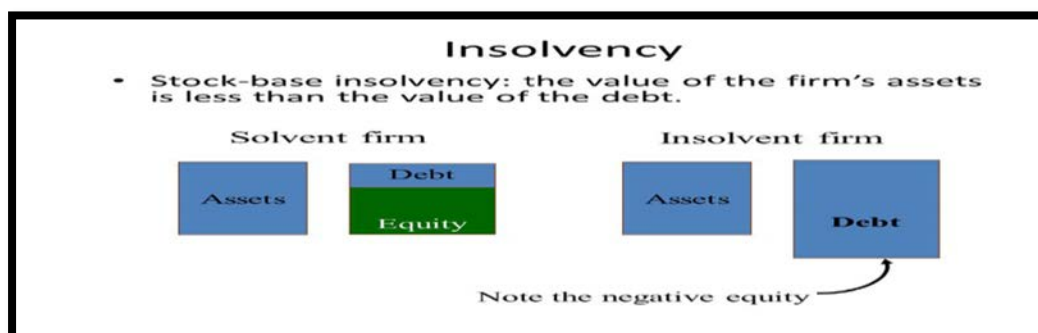 Insolvency
• Stock-base insolvency: the value of the firm's assets
is less than the value of the debt.
Solvent firm
Insolvent firm
Assets
Debt
Equity
Assets
Debt
Note the negative equity